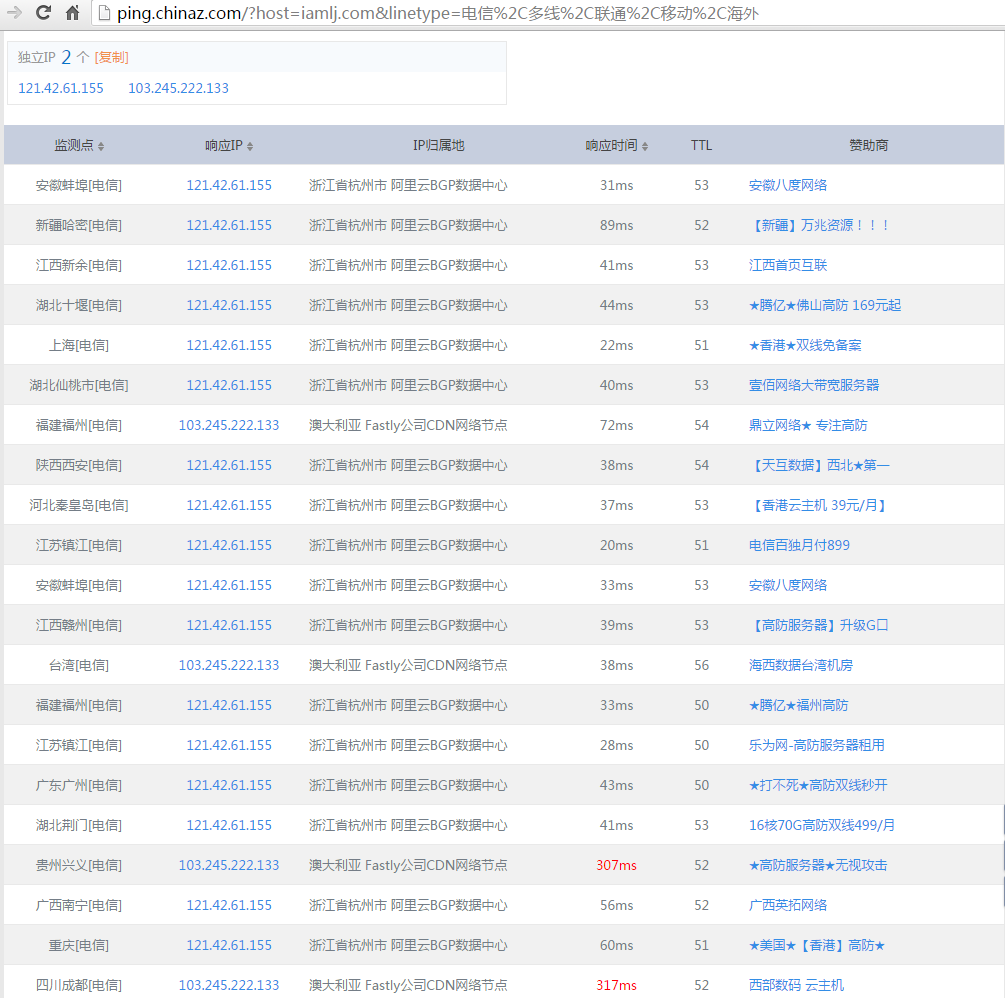 ping.chinaz.com/?host=iamlj.com&linetype=电信%2C多线%2C联通%2C移动%2C海外
独立IP 2 个 [复制]
121.42.61.155 103.245.222.133
监测点 响应IP IP归属地 响应时间 TTL 赞助商
安徽蚌埠[电信] 121.42.61.155 浙江省杭州市 阿里云BGP数据中心 31ms 53 安徽八度网络
新疆哈密[电信] 121.42.61.155 浙江省杭州市 阿里云BGP数据中心 89ms 52 【新疆】万兆资源！！！
江西新余[电信] 121.42.61.155 浙江省杭州市 阿里云BGP数据中心 41ms 53 江西首页互联
湖北十堰[电信] 121.42.61.155 浙江省杭州市 阿里云BGP数据中心 44ms 53 ★腾亿★佛山高防 169元起
上海[电信] 121.42.61.155 浙江省杭州市 阿里云BGP数据中心 22ms 51 ★香港★双线免备案
湖北仙桃市[电信] 121.42.61.155 浙江省杭州市 阿里云BGP数据中心 40ms 53 壹佰网络大带宽服务器
福建福州[电信] 103.245.222.133 澳大利亚 Fastly公司CDN网络节点 72ms 54 鼎立网络★ 专注高防
陕西西安[电信] 121.42.61.155 浙江省杭州市 阿里云BGP数据中心 38ms 54 【天互数据】西北★第一
河北秦皇岛[电信] 121.42.61.155 浙江省杭州市 阿里云BGP数据中心 37ms 53 【香港云主机 39元/月】
江苏镇江[电信] 121.42.61.155 浙江省杭州市 阿里云BGP数据中心 20ms 51 电信百独月付899
安徽蚌埠[电信] 121.42.61.155 浙江省杭州市 阿里云BGP数据中心 33ms 53 安徽八度网络
江西赣州[电信] 121.42.61.155 浙江省杭州市 阿里云BGP数据中心 39ms 53 【高防服务器】升级G口
台湾[电信] 103.245.222.133 澳大利亚 Fastly公司CDN网络节点 38ms 56 海西数据台湾机房
福建福州[电信] 121.42.61.155 浙江省杭州市 阿里云BGP数据中心 33ms 50 ★腾亿★福州高防
江苏镇江[电信] 121.42.61.155 浙江省杭州市 阿里云BGP数据中心 28ms 50 乐为网-高防服务器租用
广东广州[电信] 121.42.61.155 浙江省杭州市 阿里云BGP数据中心 43ms 50 ★打不死★高防双线秒开
湖北荆门[电信] 121.42.61.155 浙江省杭州市 阿里云BGP数据中心 41ms 53 16核70G高防双线499/月
贵州兴义[电信] 103.245.222.133 澳大利亚 Fastly公司CDN网络节点 307ms 52 ★高防服务器★无视攻击
广西南宁[电信] 121.42.61.155 浙江省杭州市 阿里云BGP数据中心 56ms 52 广西英拓网络
重庆[电信] 121.42.61.155 浙江省杭州市 阿里云BGP数据中心 60ms 51 ★美国★【香港】高防★
四川成都[电信] 103.245.222.133 澳大利亚 Fastly公司CDN网络节点 317ms 52 西部数码 云主机